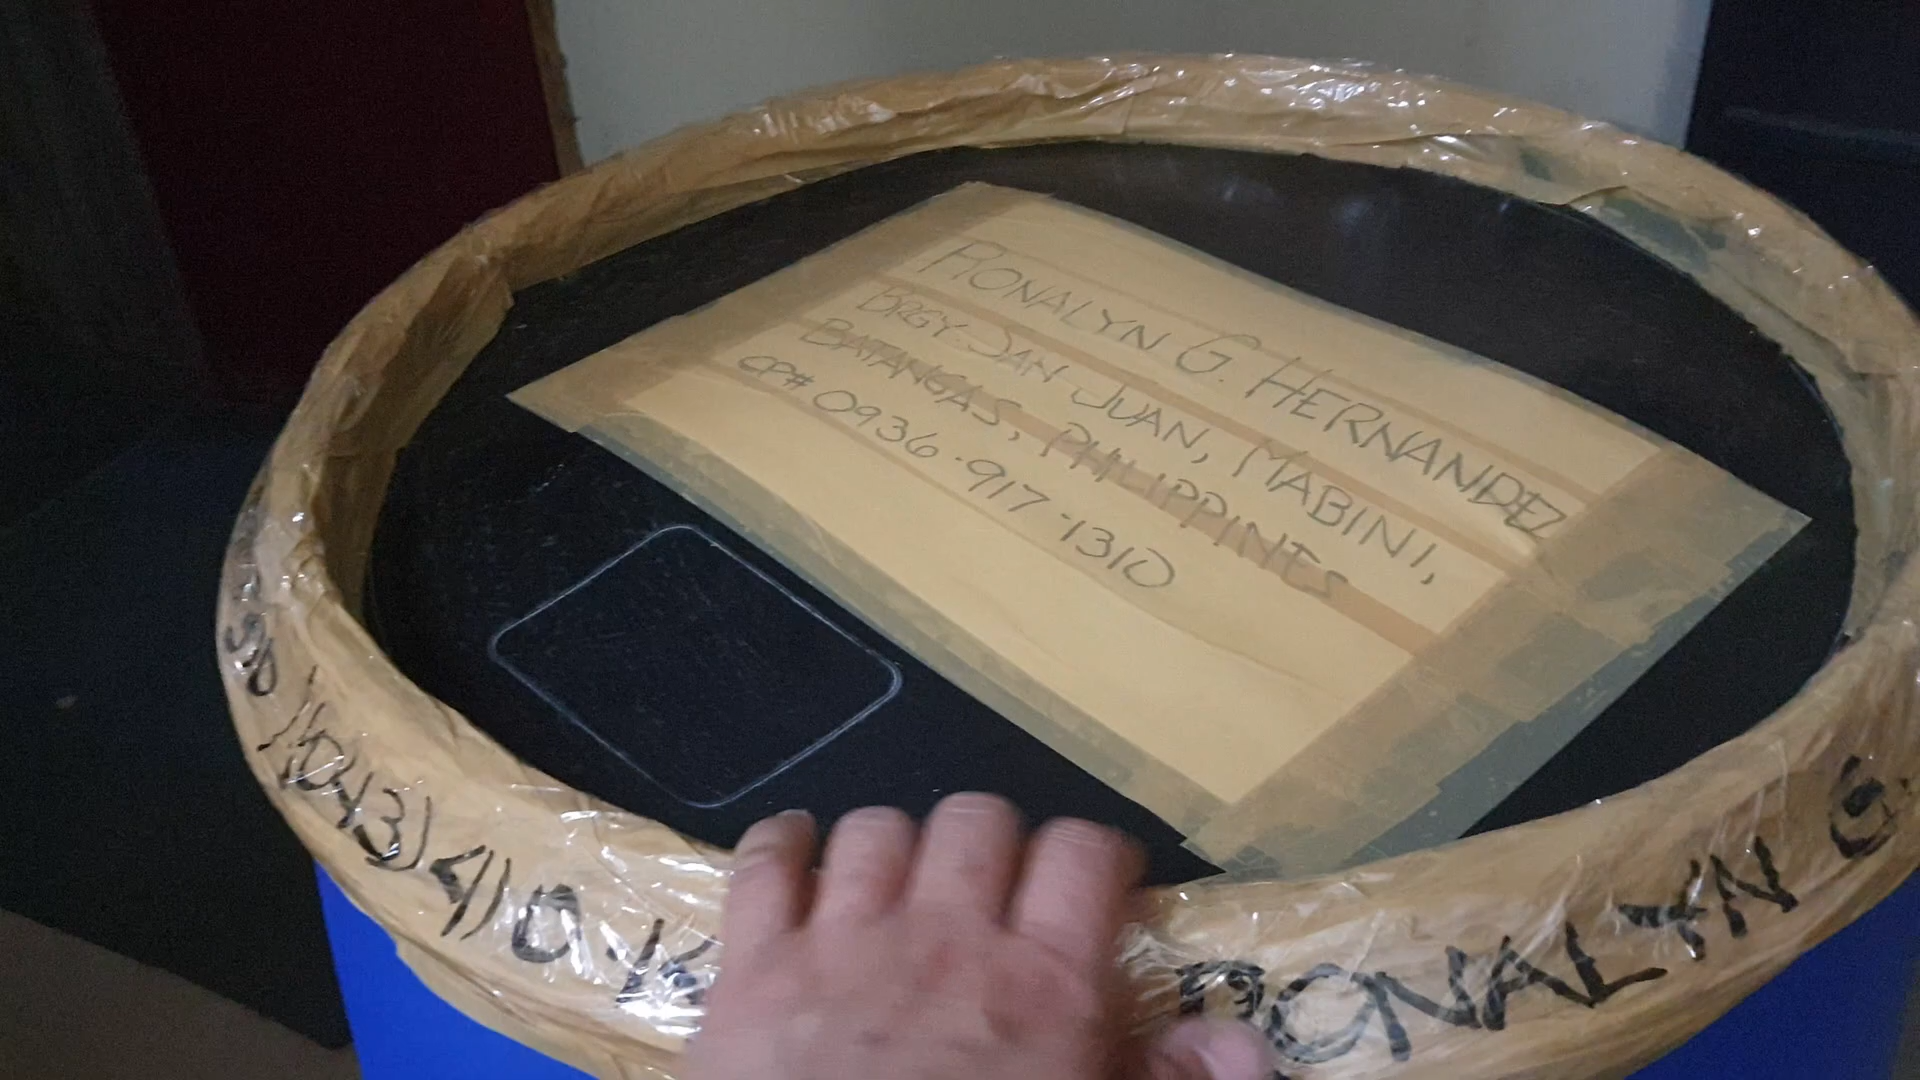 RONALYN G. HERNANDEZ
BRGY. SAN JUAN, MABINI,
BATANGAS, PHILIPPINES
CP# 0936-917-1310
RONALYN G.